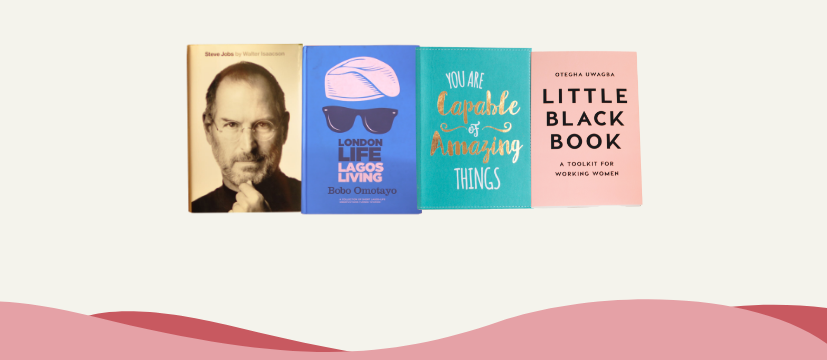 Steve Jobs by Walter Isaacson
LONDON
LIFE
LAGOS
LIVING
Bobo Omotayo
YOU ARE
Capable
of
Amazing
THINGS
OTEGHA UWAGBA
LITTLE
BLACK
BOOK
A TOOLKIT FOR
WORKING WOMEN